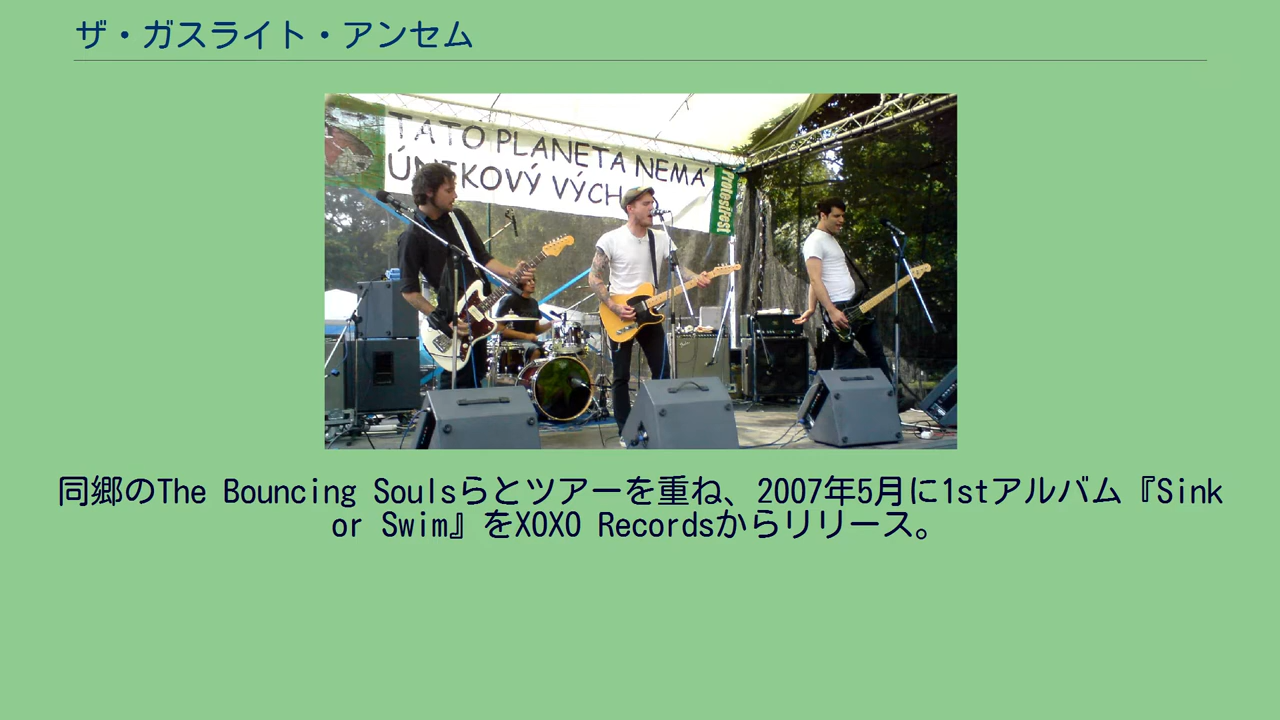 ザ・ガスライト・アンセム
TATO PLANETA NEMÁ
ÚNIKOVÝ VÝCHOD
ProtestFest
同郷のThe Bouncing Soulsらとツアーを重ね、2007年5月に1stアルバム『Sink
or Swim』をXOXO Recordsからリリース。